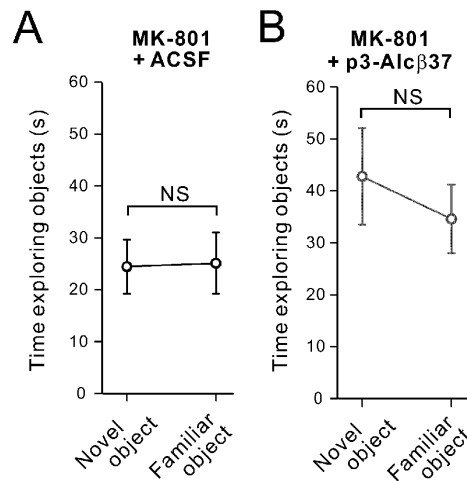 A
MK-801
+ ACSF
Time exploring objects (s)
60
50
40
30
20
10
0
NS
Novel
object
Familiar
object
B
MK-801
+ p3-Alcβ37
Time exploring objects (s)
60
50
40
30
20
10
0
NS
Novel
object
Familiar
object